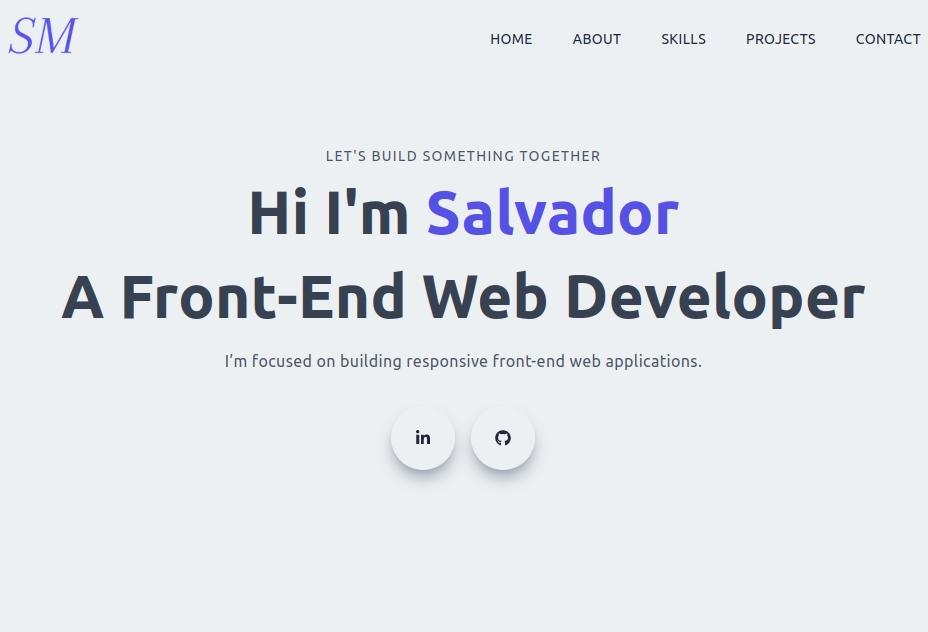 SM
HOME ABOUT SKILLS PROJECTS CONTACT
LET'S BUILD SOMETHING TOGETHER
Hi I'm Salvador
A Front-End Web Developer
I’m focused on building responsive front-end web applications.
in